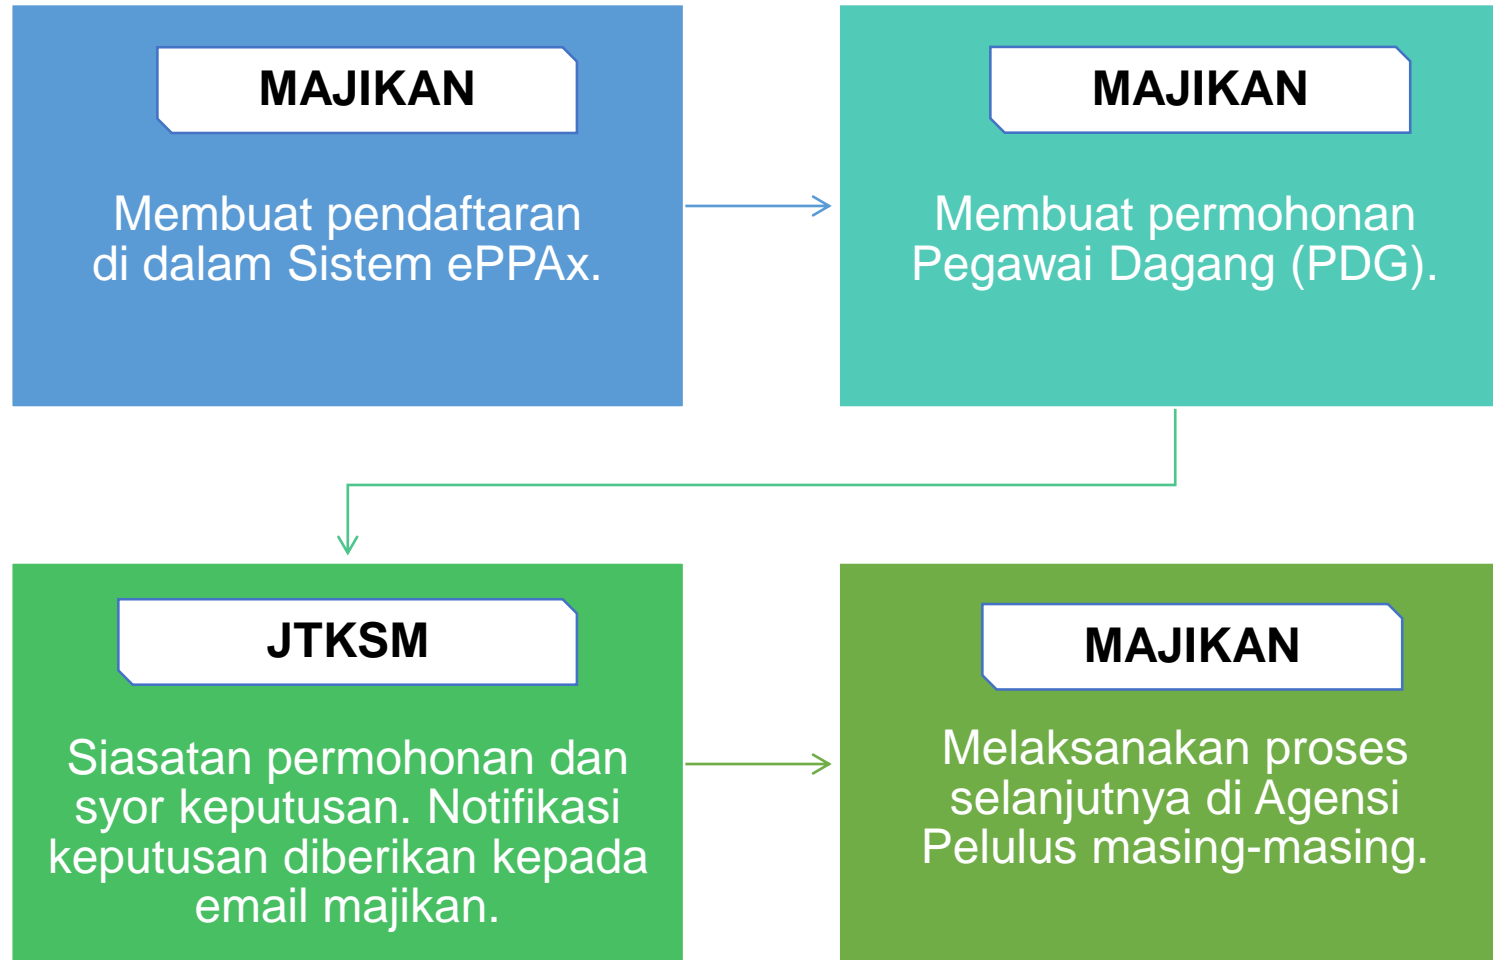 MAJIKAN
Membuat pendaftaran
di dalam Sistem ePPAx.
MAJIKAN
Membuat permohonan
Pegawai Dagang (PDG).
JTKSM
Siasatan permohonan dan
syor keputusan. Notifikasi
keputusan diberikan kepada
email majikan.
MAJIKAN
Melaksanakan proses
selanjutnya di Agensi
Pelulus masing-masing.